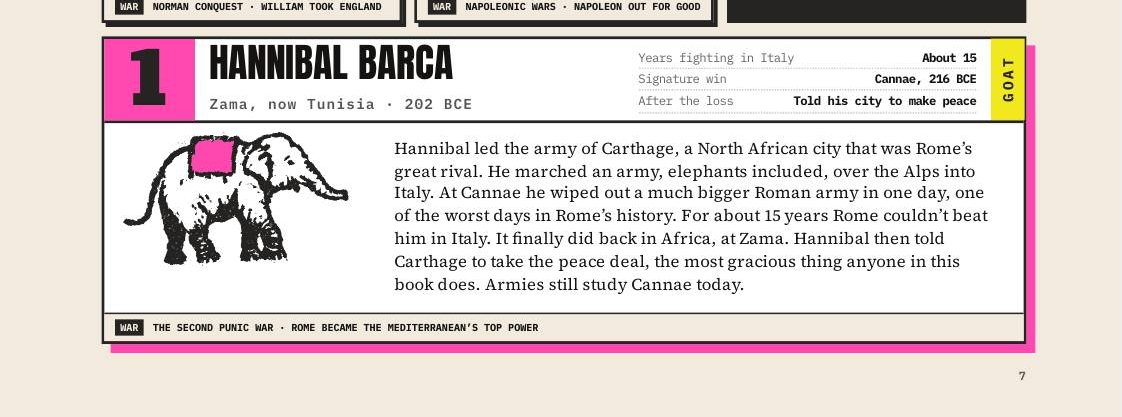 WAR NORMAN CONQUEST · WILLIAM TOOK ENGLAND
WAR NAPOLEONIC WARS · NAPOLEON OUT FOR GOOD
1
HANNIBAL BARCA
Zama, now Tunisia · 202 BCE
Years fighting in Italy About 15
Signature win Cannae, 216 BCE
After the loss Told his city to make peace
GOAT
Hannibal led the army of Carthage, a North African city that was Rome’s
great rival. He marched an army, elephants included, over the Alps into
Italy. At Cannae he wiped out a much bigger Roman army in one day, one
of the worst days in Rome’s history. For about 15 years Rome couldn’t beat
him in Italy. It finally did back in Africa, at Zama. Hannibal then told
Carthage to take the peace deal, the most gracious thing anyone in this
book does. Armies still study Cannae today.
WAR THE SECOND PUNIC WAR · ROME BECAME THE MEDITERRANEAN’S TOP POWER
7